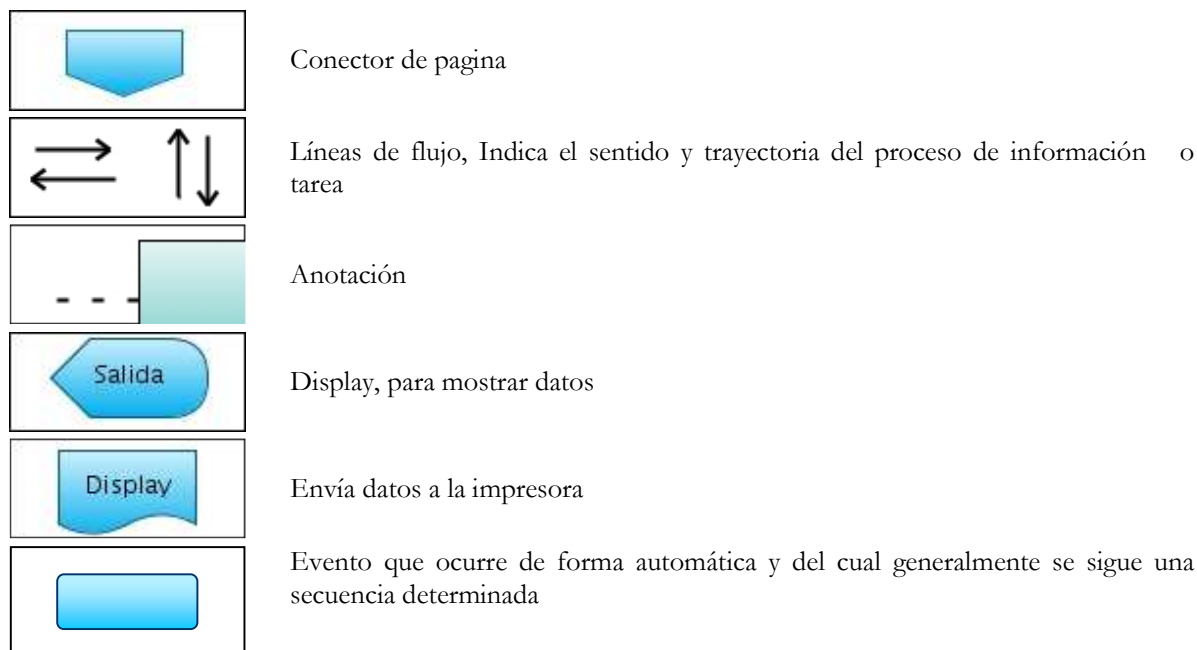 Conector de pagina
Líneas de flujo, Indica el sentido y trayectoria del proceso de información o
tarea
Anotación
Salida
Display, para mostrar datos
Display
Envía datos a la impresora
Evento que ocurre de forma automática y del cual generalmente se sigue una
secuencia determinada